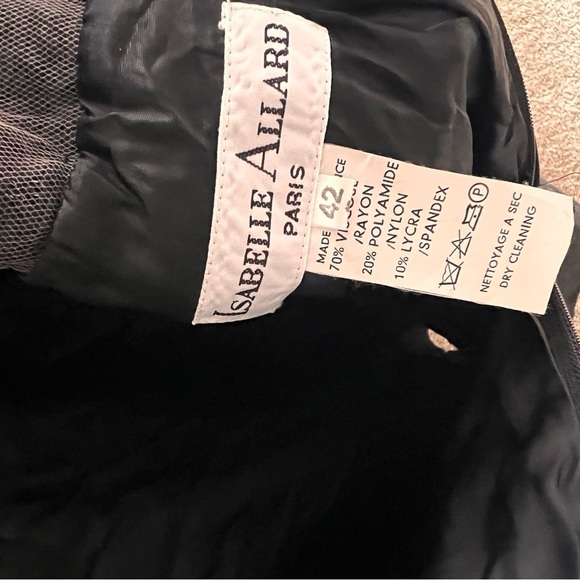 ISABELLE ALLARD
PARIS
42
MADE
70%
/RAYON
20% POLYAMIDE
/NYLON
10% LYCRA
/SPANDEX
P
NETTOYAGE A SEC
DRY CLEANING